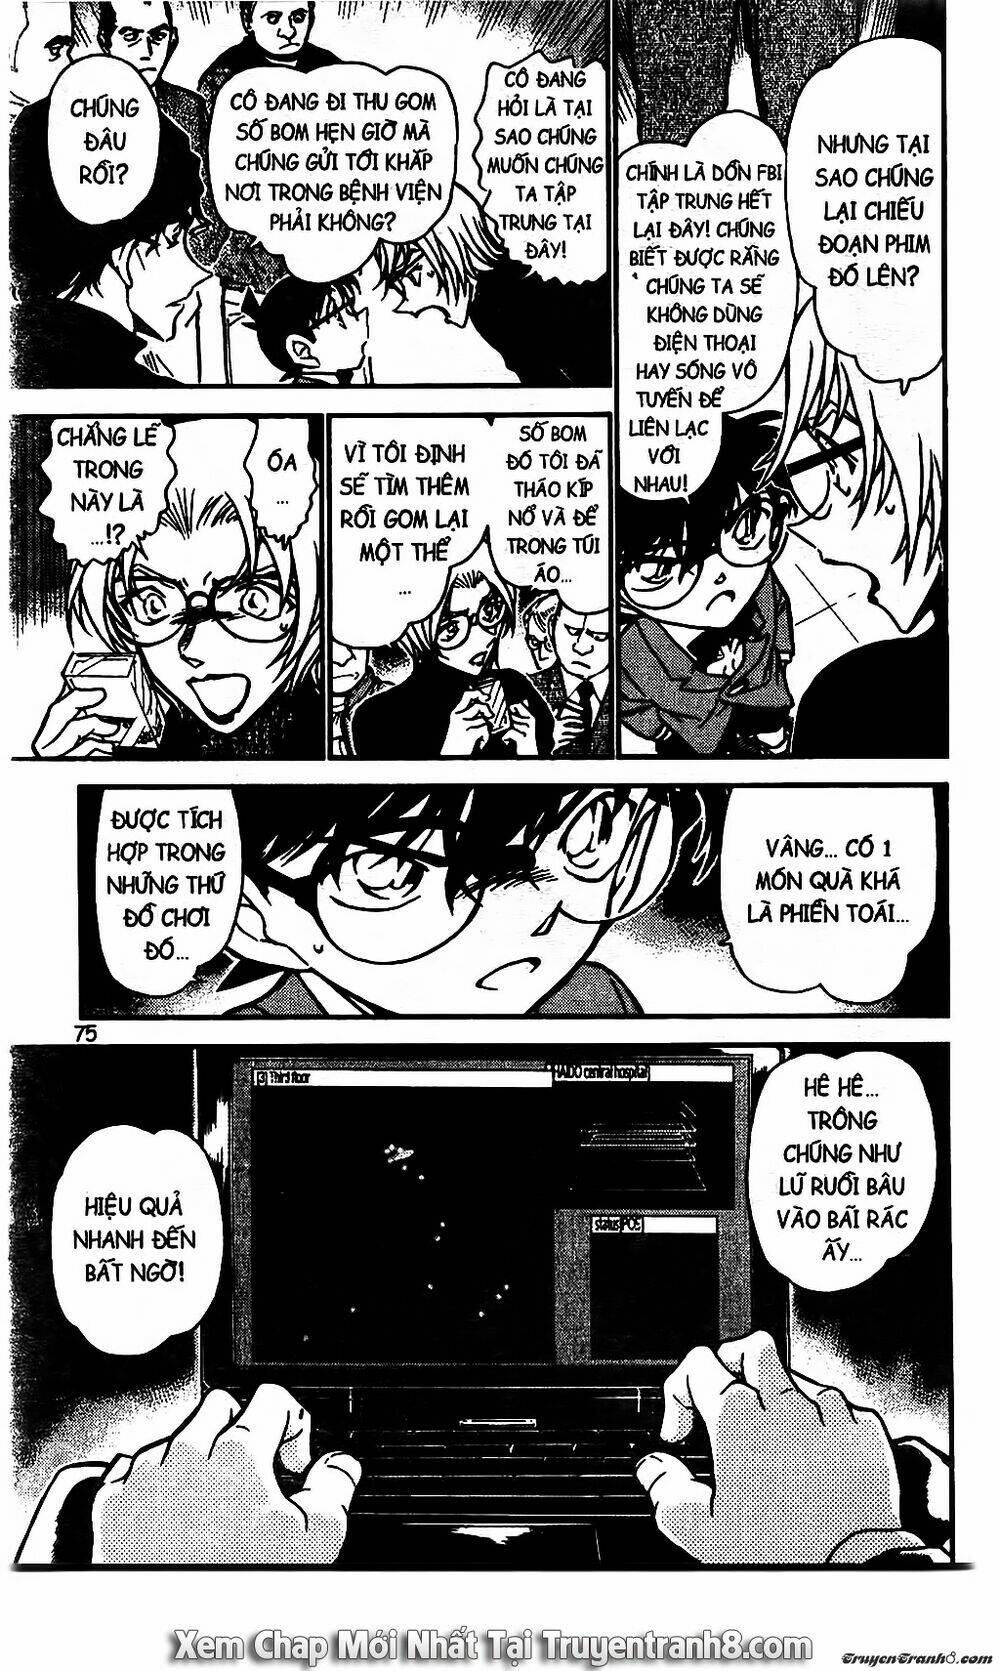 NHƯNG TẠI
SAO CHÚNG
LẠI CHIẾU
ĐOẠN PHIM
ĐÓ LÊN?
CHÍNH LÀ DỒN FBI
TẬP TRUNG HẾT
LẠI ĐÂY! CHÚNG
BIẾT ĐƯỢC RẰNG
CHÚNG TA SẼ
KHÔNG DÙNG
ĐIỆN THOẠI
HAY SÓNG VÔ
TUYẾN ĐỂ
LIÊN LẠC
VỚI
NHAU!
CÔ ĐANG
HỎI LÀ TẠI
SAO CHÚNG
MUỐN CHÚNG
TA TẬP
TRUNG TẠI
ĐÂY!
CÔ ĐANG ĐI THU GOM
SỐ BOM HẸN GIỜ MÀ
CHÚNG GỬI TỚI KHẮP
NƠI TRONG BỆNH VIỆN
PHẢI KHÔNG?
CHÚNG
ĐÂU
RỒI?
SỐ BOM
ĐÓ TÔI ĐÃ
THÁO KÍP
NỔ VÀ ĐỂ
TRONG TÚI
ÁO...
VÌ TÔI ĐỊNH
SẼ TÌM THÊM
RỒI GOM LẠI
MỘT THỂ
...
ÓA
...
CHẲNG LẼ
TRONG
NÀY LÀ
...!?
VÂNG... CÓ 1
MÓN QUÀ KHÁ
LÀ PHIỀN TOÁI...
ĐƯỢC TÍCH
HỢP TRONG
NHỮNG THỨ
ĐỒ CHƠI
ĐÓ...
75
HÊ HÊ...
TRÔNG
CHÚNG NHƯ
LŨ RUỒI BÂU
VÀO BÃI RÁC
ẤY...
[3] Third floor
HAIDO central hospital
status POE
HIỆU QUẢ
NHANH ĐẾN
BẤT NGỜ!
Xem Chap Mới Nhất Tại Truyentranh8.com
TruyenTranh8.com